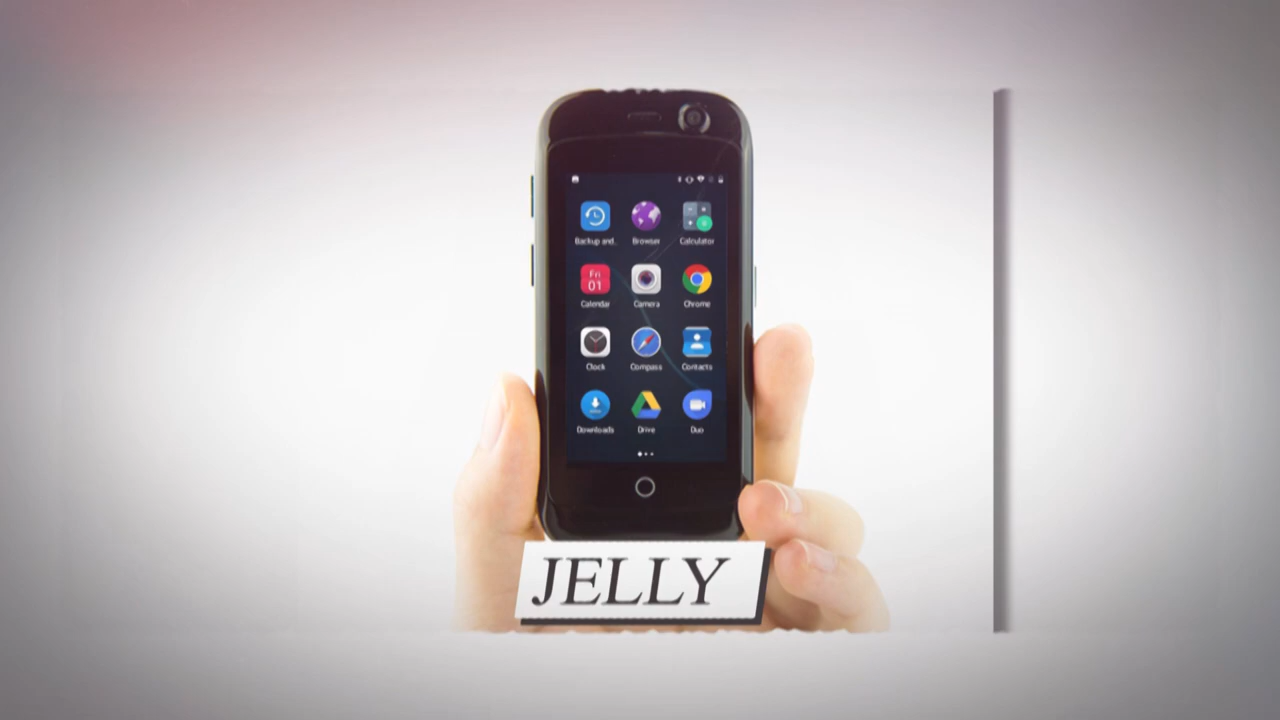 Backup and..
Browser
Calculator
Fri
01
Calendar
Camera
Chrome
Clock
Compass
Contacts
Downloads
Drive
Duo
JELLY